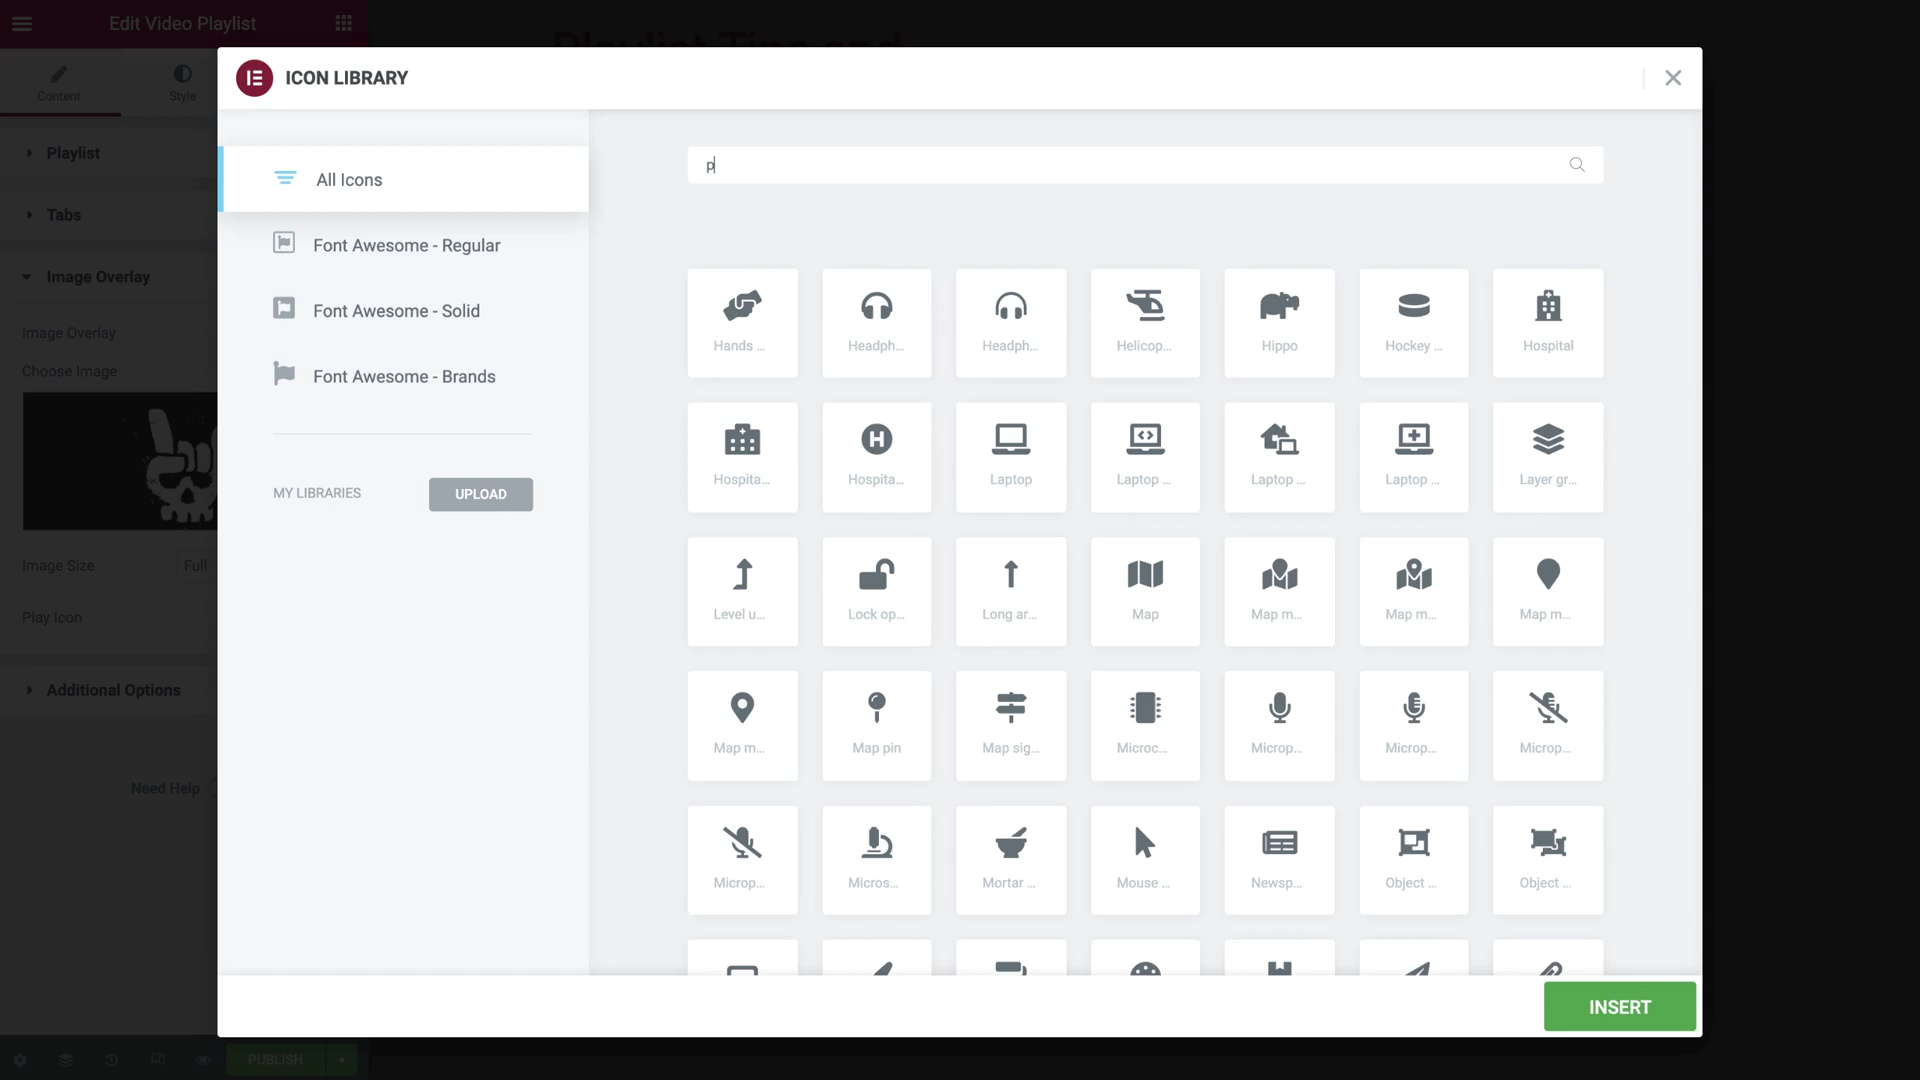 Edit Video Playlist
Playlist Tips and
ICON LIBRARY
Content
Style
Playlist
Tabs
Image Overlay
Image Overlay
Choose Image
Image Size
Full
Play Icon
Additional Options
Need Help
PUBLISH
All Icons
Font Awesome - Regular
Font Awesome - Solid
Font Awesome - Brands
MY LIBRARIES
UPLOAD
p
Hands ...
Headph...
Headph...
Helicop...
Hippo
Hockey ...
Hospital
Hospita...
Hospita...
Laptop
Laptop ...
Laptop ...
Laptop ...
Layer gr...
Level u...
Lock op...
Long ar...
Map
Map m...
Map m...
Map m...
Map m...
Map pin
Map sig...
Microc...
Microp...
Microp...
Microp...
Microp...
Micros...
Mortar ...
Mouse ...
Newsp...
Object ...
Object ...
INSERT